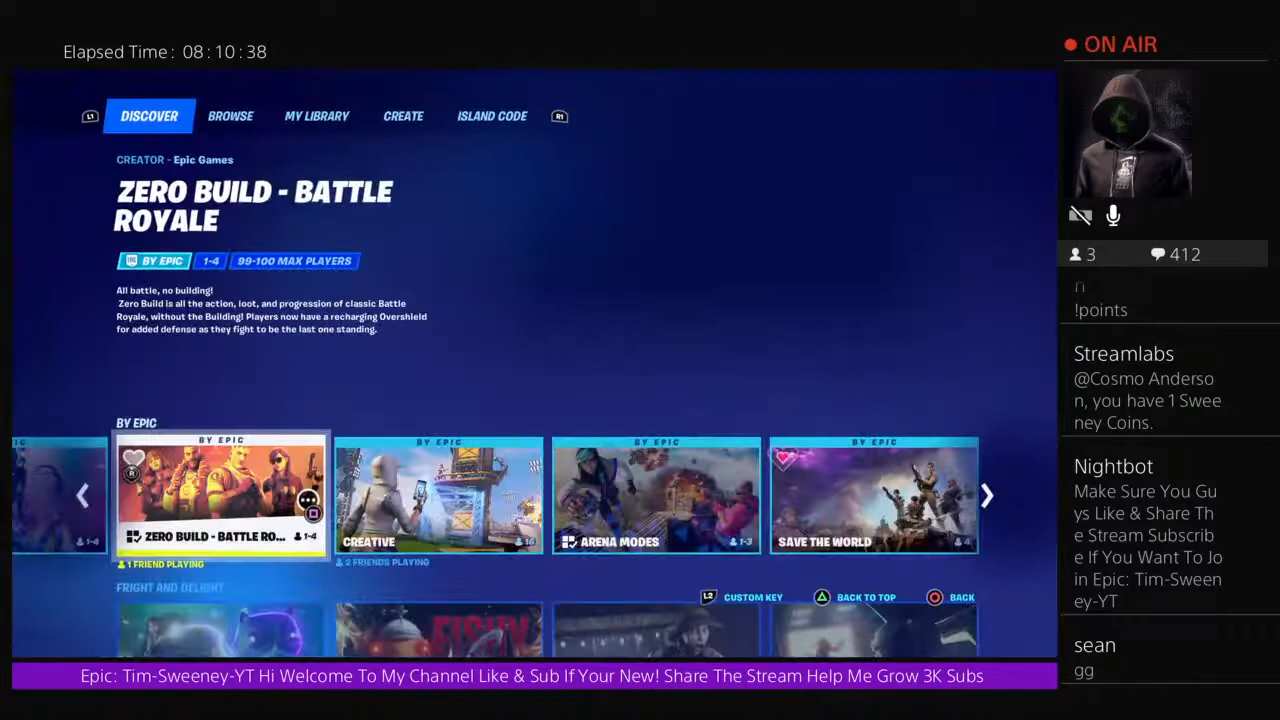 Elapsed Time: 08:10:38
ON AIR
L1 DISCOVER BROWSE MY LIBRARY CREATE ISLAND CODE R1
CREATOR - Epic Games
ZERO BUILD - BATTLE
ROYALE
BY EPIC 1-4 99-100 MAX PLAYERS
All battle, no building!
Zero Build is all the action, loot, and progression of classic Battle
Royale, without the Building! Players now have a recharging Overshield
for added defense as they fight to be the last one standing.
BY EPIC
BY EPIC BY EPIC BY EPIC BY EPIC
R
1-4 ZERO BUILD - BATTLE RO... 1-4 CREATIVE 16 ARENA MODES 1-3 SAVE THE WORLD 4
1 FRIEND PLAYING 2 FRIENDS PLAYING
FRIGHT AND DELIGHT
L2 CUSTOM KEY BACK TO TOP BACK
Epic: Tim-Sweeney-YT Hi Welcome To My Channel Like & Sub If Your New! Share The Stream Help Me Grow 3K Subs
3 412
n
!points
Streamlabs
@Cosmo Anderso
n, you have 1 Swee
ney Coins.
Nightbot
Make Sure You Gu
ys Like & Share Th
e Stream Subscrib
e If You Want To Jo
in Epic: Tim-Sween
ey-YT
sean
gg